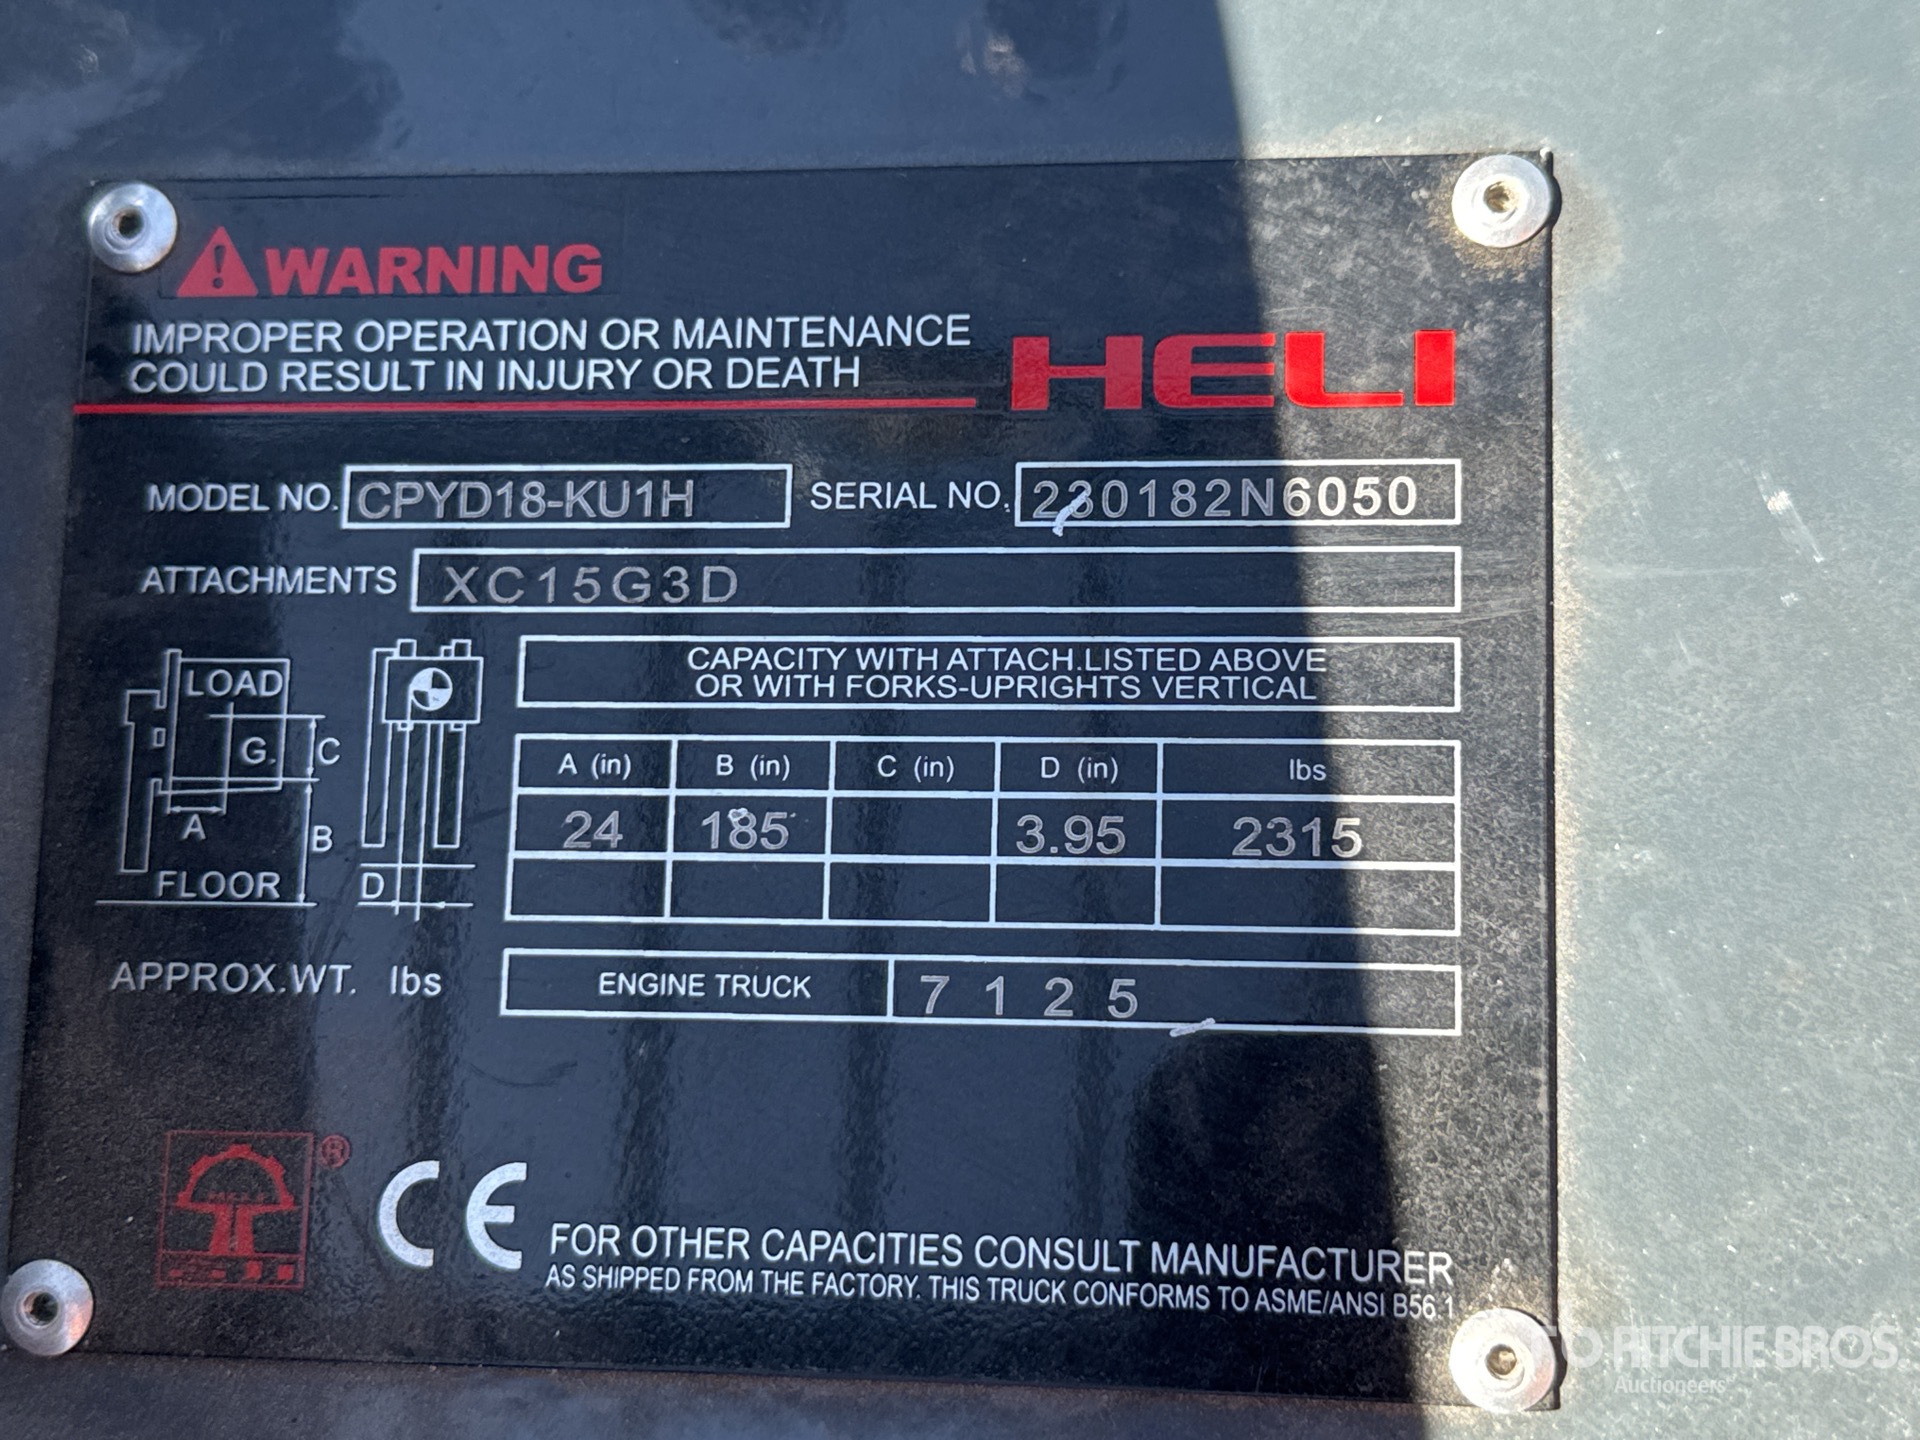 WARNING
IMPROPER OPERATION OR MAINTENANCE
COULD RESULT IN INJURY OR DEATH
HELI
MODEL NO. CPYD18-KU1H SERIAL NO. 230182N6050
ATTACHMENTS XC15G3D
LOAD
G. C
A B
FLOOR D
CAPACITY WITH ATTACH.LISTED ABOVE
OR WITH FORKS-UPRIGHTS VERTICAL
A (in) B (in) C (in) D (in) lbs
24 185 3.95 2315
APPROX.WT. lbs ENGINE TRUCK 7125
®
CE
FOR OTHER CAPACITIES CONSULT MANUFACTURER
AS SHIPPED FROM THE FACTORY. THIS TRUCK CONFORMS TO ASME/ANSI B56.1
RITCHIE BROS
Auctioneers